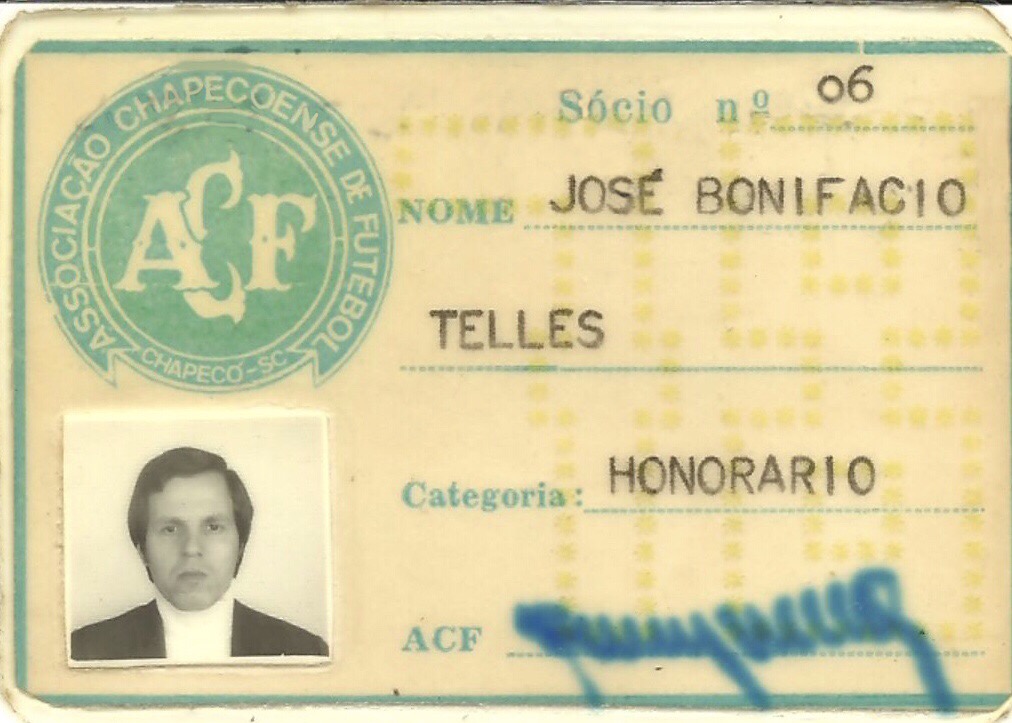 ASSOCIAÇÃO CHAPECOENSE DE FUTEBOL
ACF
CHAPECÓ-SC
Sócio nº 06
NOME JOSÉ BONIFACIO
TELLES
Categoria: HONORARIO
ACF